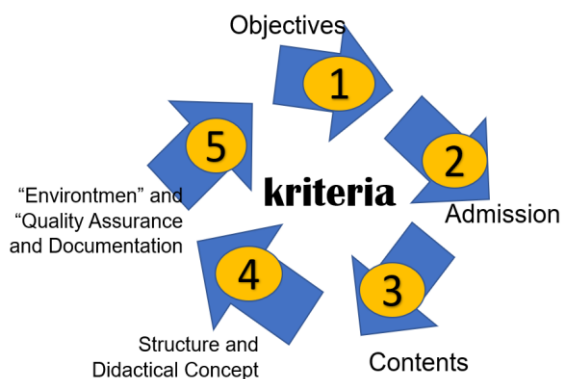 Objectives
1
2
Admission
3
Contents
4
Structure and
Didactical Concept
5
“Environtmen” and
“Quality Assurance
and Documentation
kriteria